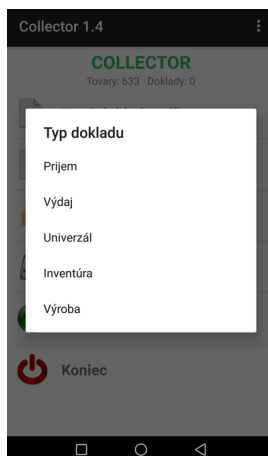 Collector 1.4
COLLECTOR
Tovary: 633 Doklady: 0
Typ dokladu
Prijem
Výdaj
Univerzál
Inventúra
Výroba
Koniec